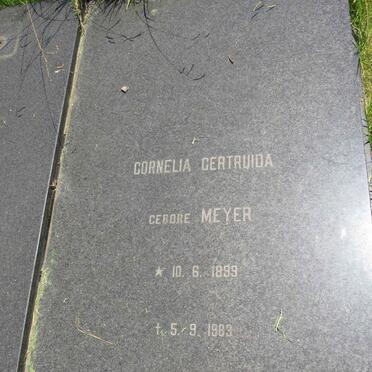 CORNELIA GERTRUIDA
GEBORE MEYER
★ 10. 6. 1899
† 5. 9. 1983